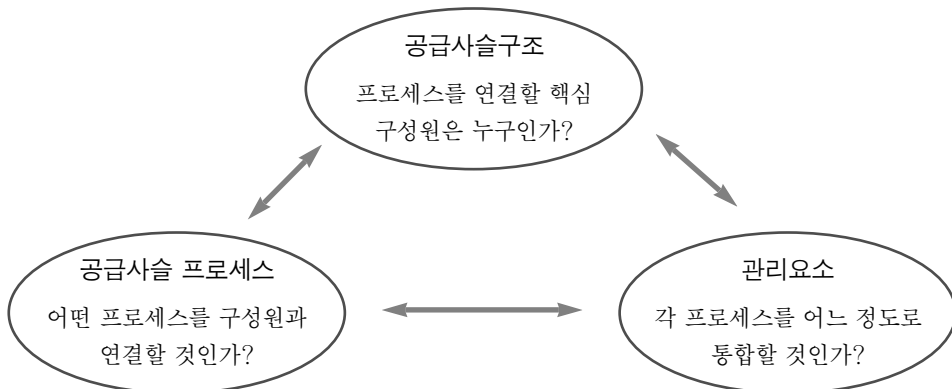 공급사슬구조
프로세스를 연결할 핵심
구성원은 누구인가?
공급사슬 프로세스
어떤 프로세스를 구성원과
연결할 것인가?
관리요소
각 프로세스를 어느 정도로
통합할 것인가?